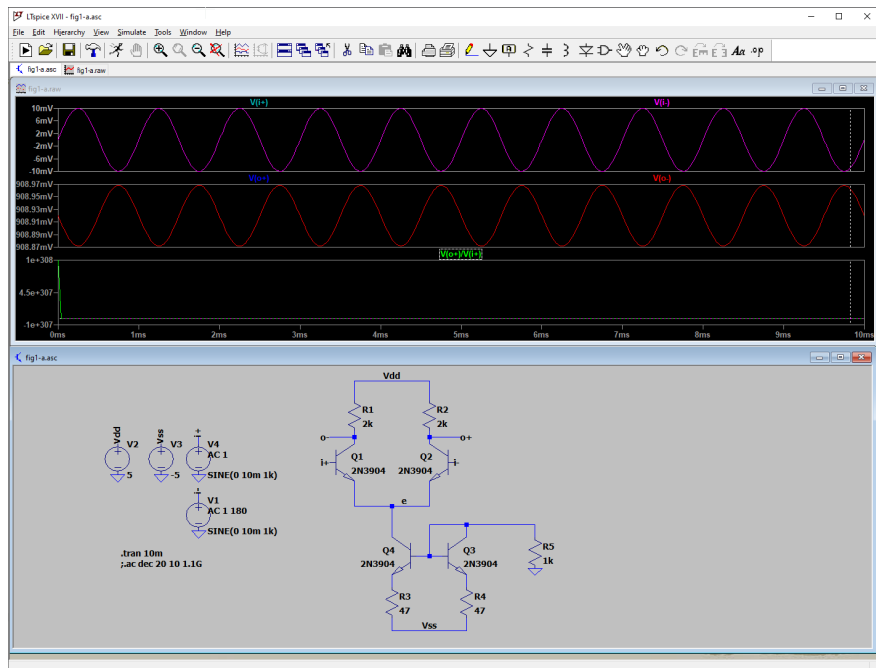 LTspice XVII - fig1-a.asc
File Edit Hierarchy View Simulate Tools Window Help
fig1-a.asc fig1-a.raw
fig1-a.raw
V(i+) V(i-)
10mV
6mV
2mV
-2mV
-6mV
-10mV
V(o+) V(o-)
908.97mV
908.95mV
908.93mV
908.91mV
908.89mV
908.87mV
V(o+)/V(i+)
1e+308
4.5e+307
-1e+307
0ms 1ms 2ms 3ms 4ms 5ms 6ms 7ms 8ms 9ms 10ms
fig1-a.asc
Vdd
R1 R2
2k 2k
o- o+
Vdd Vss i+
V2 V3 V4
AC 1
5 -5 SINE(0 10m 1k)
i+ Q1 Q2 i-
2N3904 2N3904
i-
V1
AC 1 180
SINE(0 10m 1k)
e
.tran 10m
;.ac dec 20 10 1.1G
Q4 Q3 R5
2N3904 2N3904 1k
R3 R4
47 47
Vss